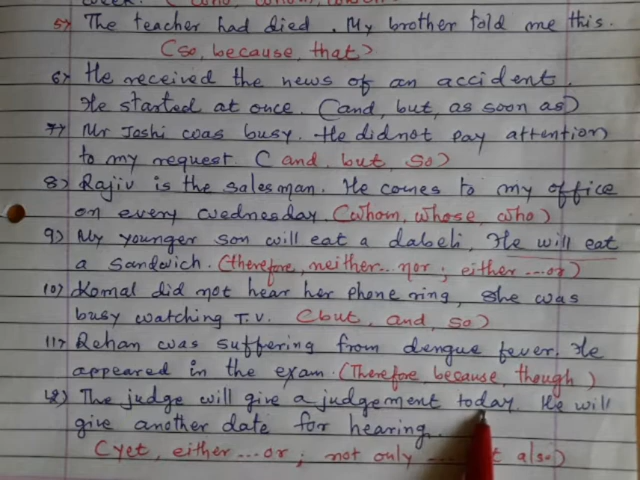 5) The teacher had died. My brother told me this.
(so, because, that)
6) He received the news of an accident.
He started at once. (and, but, as soon as)
7) Mr Joshi was busy. He did not pay attention
to my request. (and, but, so)
8) Rajiv is the salesman. He comes to my office
on every wednesday. (whom, whose, who)
9) My younger son will eat a dabeli, He will eat
a sandwich. (therefore, neither...nor; either...or)
10) Komal did not hear her phone ring, She was
busy watching T.V. (but, and, so)
11) Rehan was suffering from dengue fever. He
appeared in the exam. (Therefore, because, though)
12) The judge will give a judgement today. He will
give another date for hearing.
(yet, either...or; not only ... also)